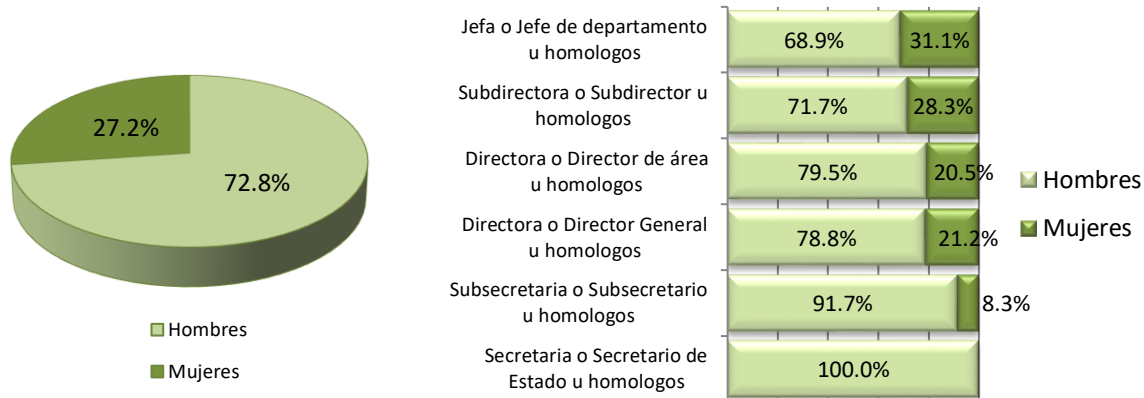 27.2%
72.8%
Hombres
Mujeres
Jefa o Jefe de departamento
u homologos
68.9%
31.1%
Subdirectora o Subdirector u
homologos
71.7%
28.3%
Directora o Director de área
u homologos
79.5%
20.5%
Directora o Director General
u homologos
78.8%
21.2%
Subsecretaria o Subsecretario
u homologos
91.7%
8.3%
Secretaria o Secretario de
Estado u homologos
100.0%
Hombres
Mujeres